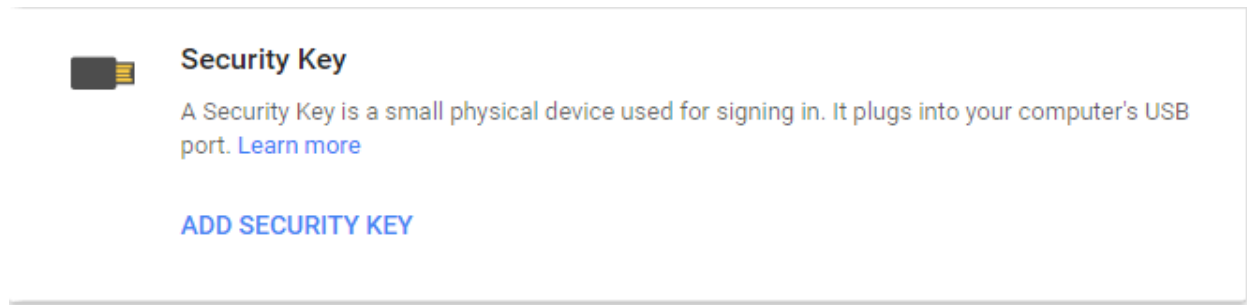 Security Key
A Security Key is a small physical device used for signing in. It plugs into your computer's USB
port. Learn more
ADD SECURITY KEY